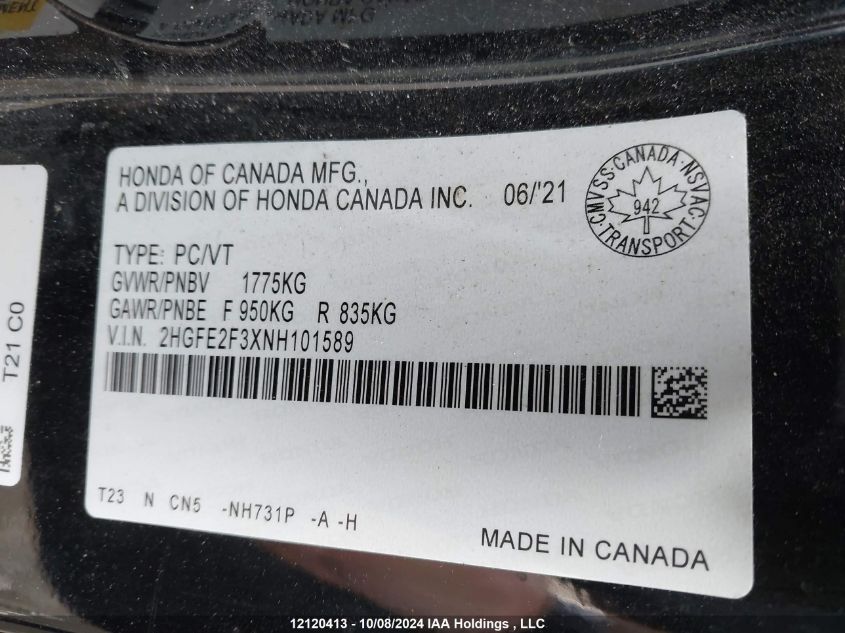 HONDA OF CANADA MFG.,
A DIVISION OF HONDA CANADA INC. 06/'21
CMVSS·CANADA·NSVAC·TRANSPORT·
942
TYPE: PC/VT
GVWR/PNBV 1775KG
GAWR/PNBE F 950KG R 835KG
V.I.N. 2HGFE2F3XNH101589
T23 N CN5 -NH731P -A -H
MADE IN CANADA
T21 C0
12120413 - 10/08/2024 IAA Holdings , LLC